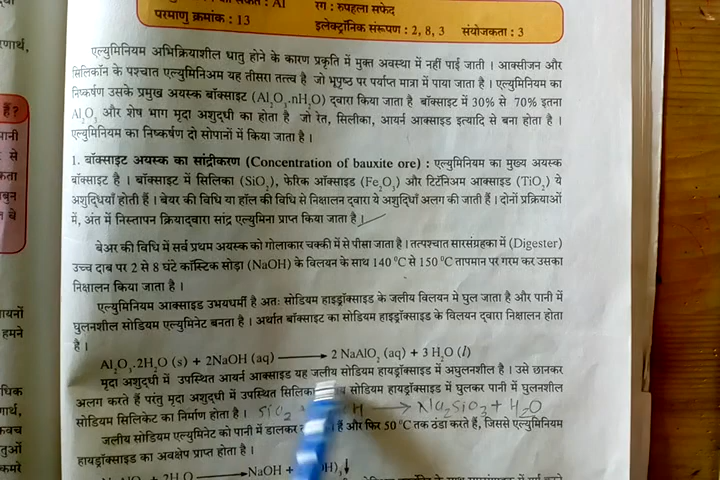 : Al
रंग : रुपहला सफेद
परमाणु क्रमांक : 13
इलेक्ट्रॉनिक संरूपण : 2, 8, 3 संयोजकता : 3
एल्युमिनियम अभिक्रियाशील धातु होने के कारण प्रकृति में मुक्त अवस्था में नहीं पाई जाती । आक्सीजन और
सिलिकॉन के पश्चात एल्युमिनिअम यह तीसरा तत्त्व है जो भूपृष्ठ पर पर्याप्त मात्रा में पाया जाता है । एल्युमिनियम का
निष्कर्षण उसके प्रमुख अयस्क बॉक्साइट (Al₂O₃.nH₂O) द्वारा किया जाता है बॉक्साइट में 30% से 70% इतना
Al₂O₃ और शेष भाग मृदा अशुद्धी का होता है जो रेत, सिलीका, आयर्न आक्साइड इत्यादि से बना होता है ।
एल्युमिनियम का निष्कर्षण दो सोपानों में किया जाता है ।
1. बॉक्साइट अयस्क का सांद्रीकरण (Concentration of bauxite ore) : एल्युमिनियम का मुख्य अयस्क
बॉक्साइट है । बॉक्साइट में सिलिका (SiO₂), फेरिक ऑक्साइड (Fe₂O₃) और टिटॅनिअम आक्साइड (TiO₂) ये
अशुद्धियाँ होती हैं । बेयर की विधि या हॉल की विधि से निक्षालन द्वारा ये अशुद्धियाँ अलग की जाती हैं । दोनों प्रक्रियाओं
में, अंत में निस्तापन क्रियाद्वारा सांद्र एल्युमिना प्राप्त किया जाता है ।
बेअर की विधि में सर्व प्रथम अयस्क को गोलाकार चक्की में से पीसा जाता है । तत्पश्चात सारसंग्रहका में (Digester)
उच्च दाब पर 2 से 8 घंटे कॉस्टिक सोड़ा (NaOH) के विलयन के साथ 140 ⁰C से 150 ⁰C तापमान पर गरम कर उसका
निक्षालन किया जाता है ।
एल्युमिनियम आक्साइड उभयधर्मी है अतः सोडियम हाइड्रॉक्साइड के जलीय विलयन मे घुल जाता है और पानी में
घुलनशील सोडियम एल्युमिनेट बनता है । अर्थात बॉक्साइट का सोडियम हाइड्रॉक्साइड के विलयन द्वारा निक्षालन होता
है ।
Al₂O₃.2H₂O (s) + 2NaOH (aq) ⟶ 2 NaAlO₂ (aq) + 3 H₂O (l)
मृदा अशुद्धी में उपस्थित आयर्न आक्साइड यह जलीय सोडियम हायड्रॉक्साइड में अघुलनशील है । उसे छानकर
अलग करते हैं परंतु मृदा अशुद्धी में उपस्थित सिलिका सोडियम हायड्रॉक्साइड में घुलकर पानी में घुलनशील
सोडियम सिलिकेट का निर्माण होता है । SiO₂ H → Na₂SiO₃ + H₂O
जलीय सोडियम एल्युमिनेट को पानी में डालकर हैं और फिर 50 ⁰C तक ठंडा करते हैं, जिससे एल्युमिनियम
हायड्रॉक्साइड का अवक्षेप प्राप्त होता है ।
2H₂O ⟶ NaOH + H)₃↓